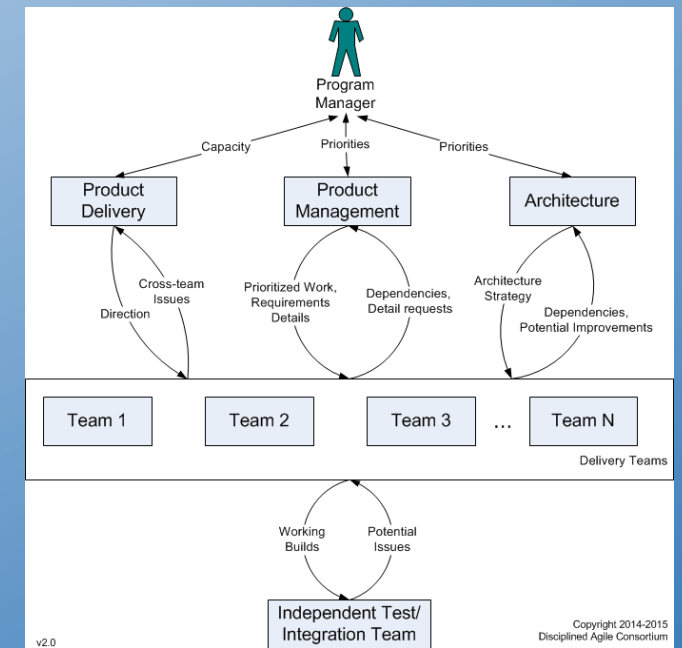 Program
Manager
Capacity
Priorities
Priorities
Product
Delivery
Product
Management
Architecture
Cross-team
Issues
Direction
Prioritized Work,
Requirements
Details
Dependencies,
Detail requests
Architecture
Strategy
Dependencies,
Potential Improvements
Team 1
Team 2
Team 3
...
Team N
Delivery Teams
Working
Builds
Potential
Issues
Independent Test/
Integration Team
v2.0
Copyright 2014-2015
Disciplined Agile Consortium